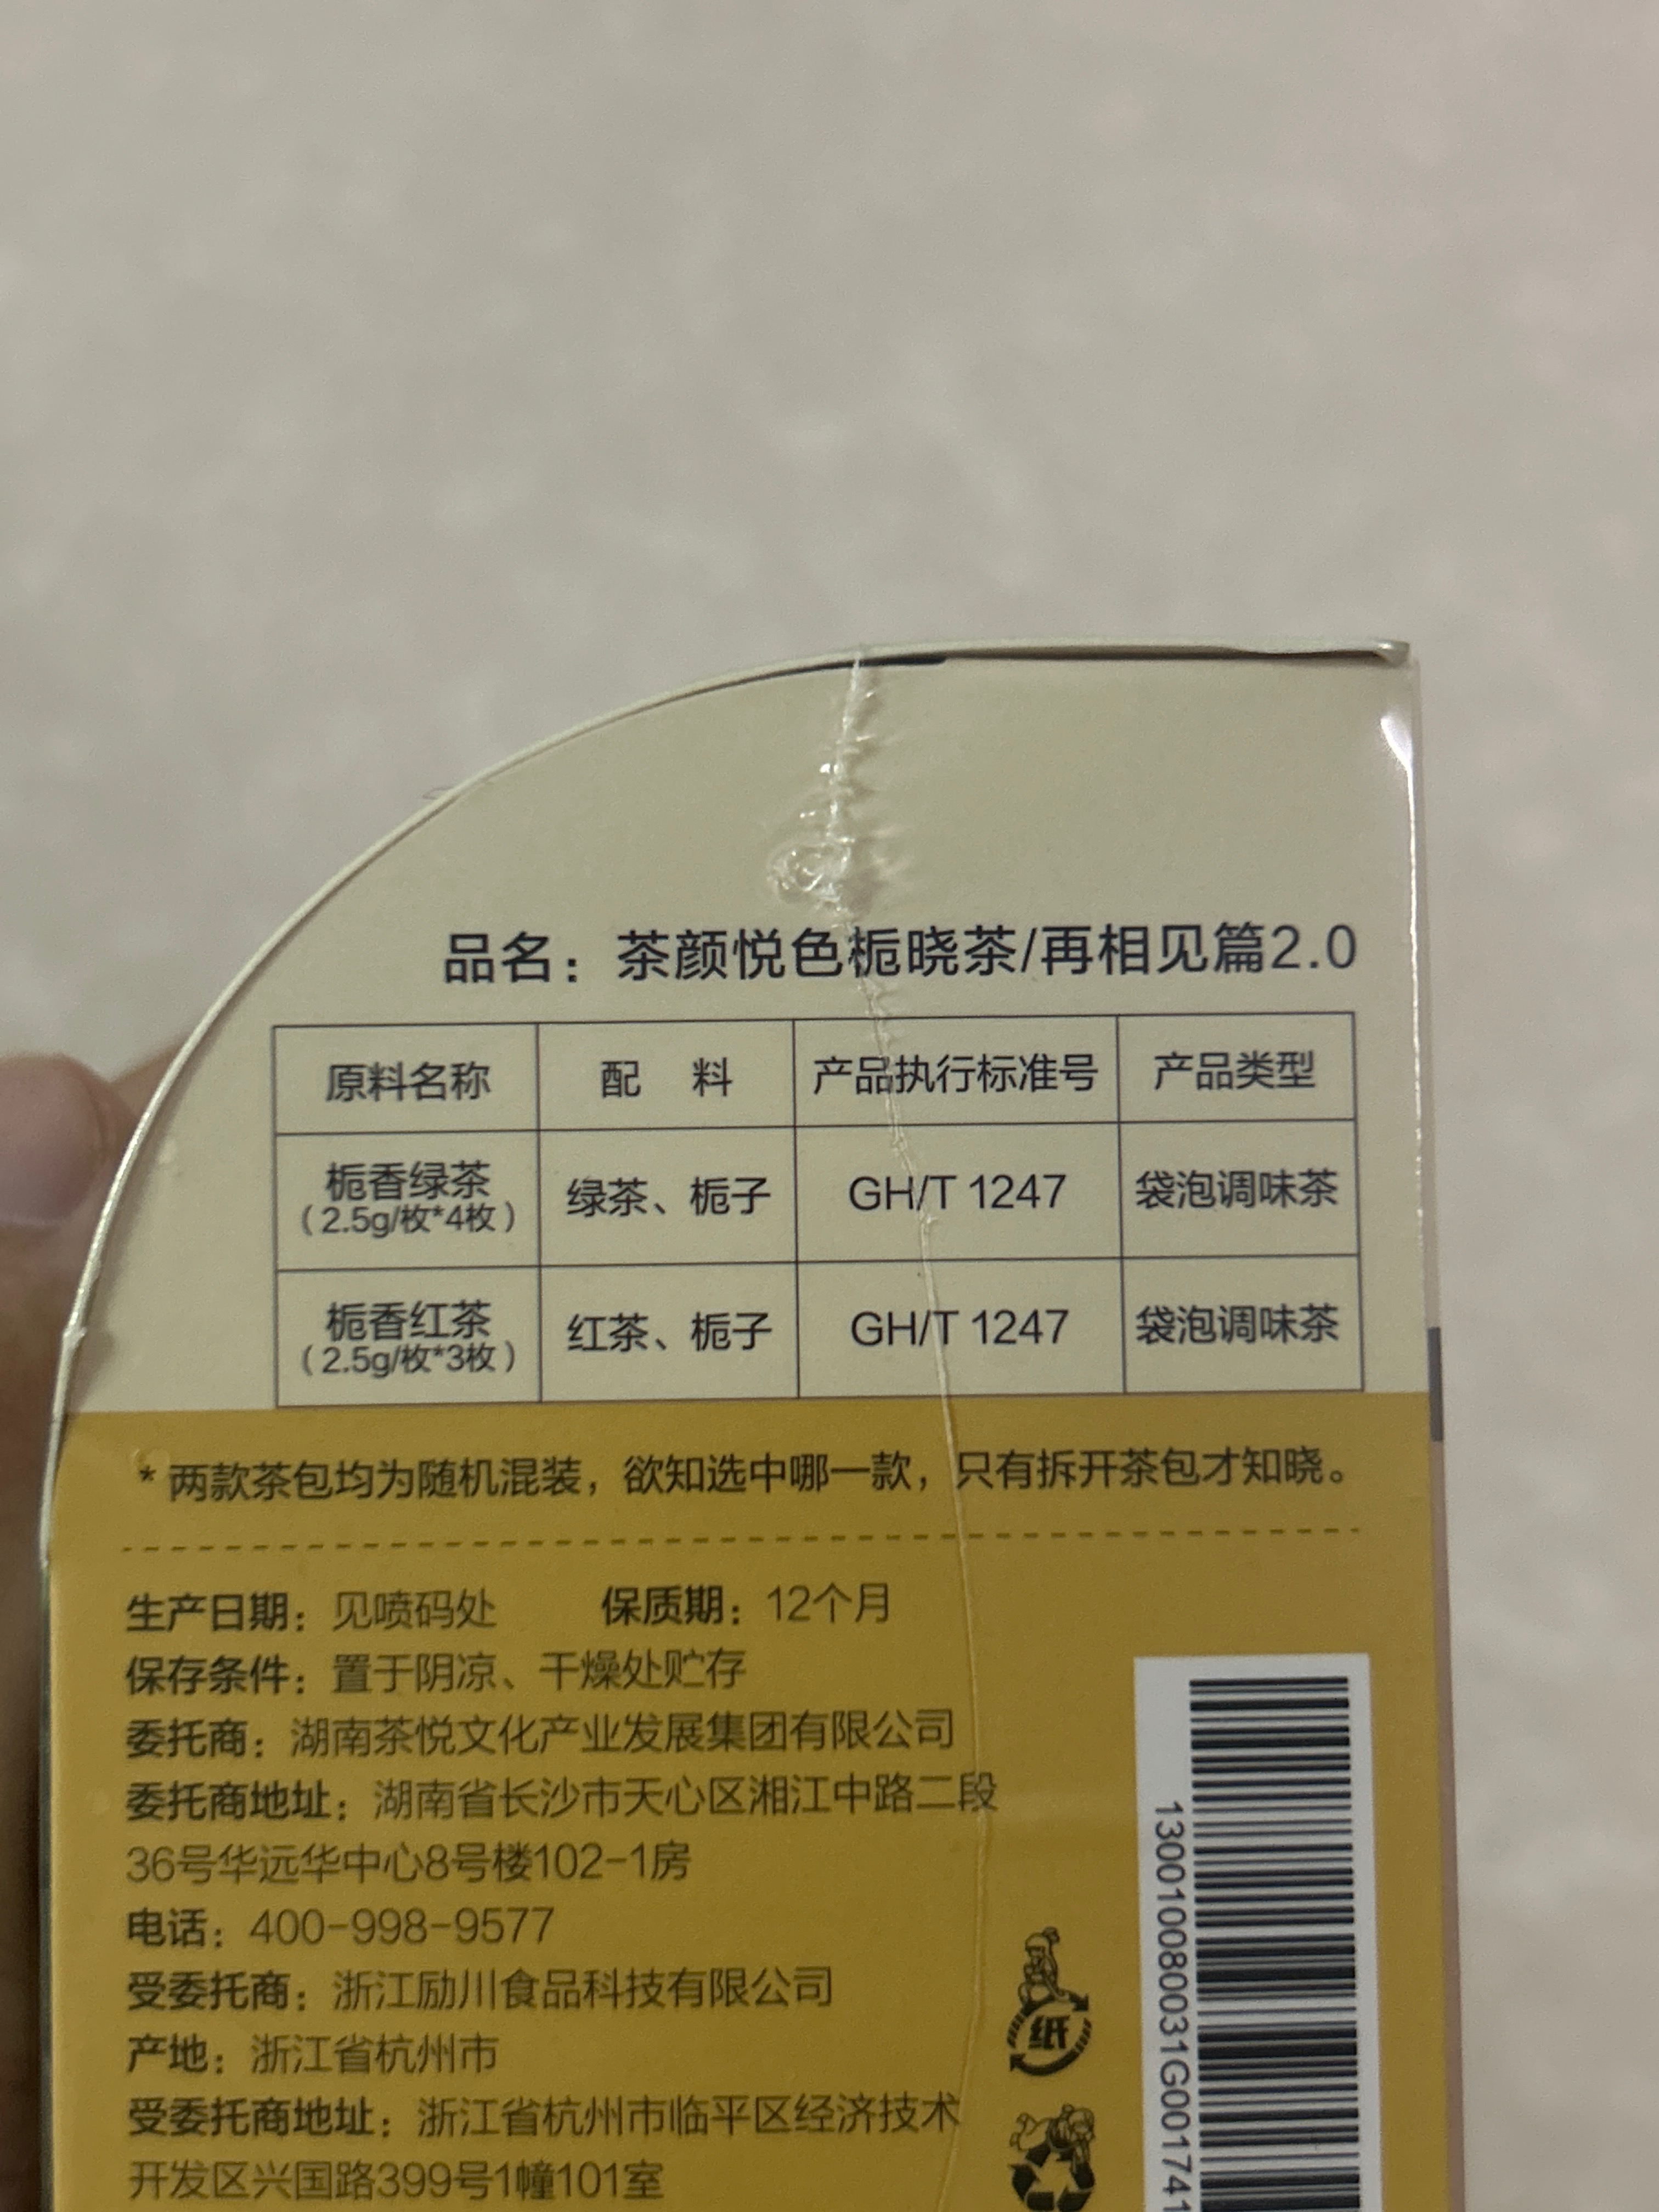 品名：茶颜悦色栀晓茶/再相见篇2.0
原料名称 配 料 产品执行标准号 产品类型
栀香绿茶
（2.5g/枚*4枚）
绿茶、栀子 GH/T 1247 袋泡调味茶
栀香红茶
（2.5g/枚*3枚）
红茶、栀子 GH/T 1247 袋泡调味茶
* 两款茶包均为随机混装，欲知选中哪一款，只有拆开茶包才知晓。
生产日期：见喷码处 保质期：12个月
保存条件：置于阴凉、干燥处贮存
委托商：湖南茶悦文化产业发展集团有限公司
委托商地址：湖南省长沙市天心区湘江中路二段
36号华远华中心8号楼102-1房
电话：400-998-9577
受委托商：浙江励川食品科技有限公司
产地：浙江省杭州市
受委托商地址：浙江省杭州市临平区经济技术
开发区兴国路399号1幢101室
纸
13001008003​1G001741